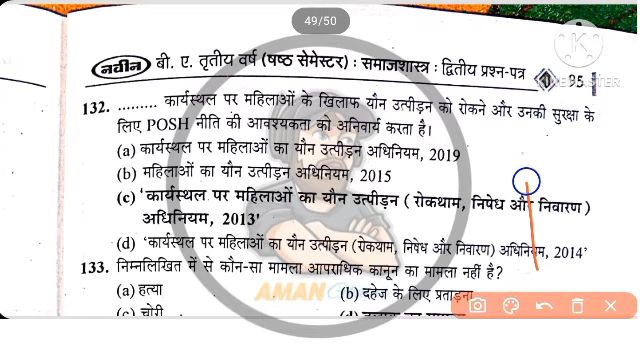 49/50
नवीन बी. ए. तृतीय वर्ष (षष्ठ सेमेस्टर) : समाजशास्त्र : द्वितीय प्रश्न-पत्र 95
132. ......... कार्यस्थल पर महिलाओं के खिलाफ यौन उत्पीड़न को रोकने और उनकी सुरक्षा के
लिए POSH नीति की आवश्यकता को अनिवार्य करता है।
(a) कार्यस्थल पर महिलाओं का यौन उत्पीड़न अधिनियम, 2019
(b) महिलाओं का यौन उत्पीड़न अधिनियम, 2015
(c) 'कार्यस्थल पर महिलाओं का यौन उत्पीड़न (रोकथाम, निषेध और निवारण)
अधिनियम, 2013'
(d) 'कार्यस्थल पर महिलाओं का यौन उत्पीड़न (रोकथाम, निषेध और निवारण) अधिनियम, 2014'
133. निम्नलिखित में से कौन-सा मामला आपराधिक कानून का मामला नहीं है?
(a) हत्या (b) दहेज के लिए प्रताड़ना
AMAN
(c) चोरी (d)